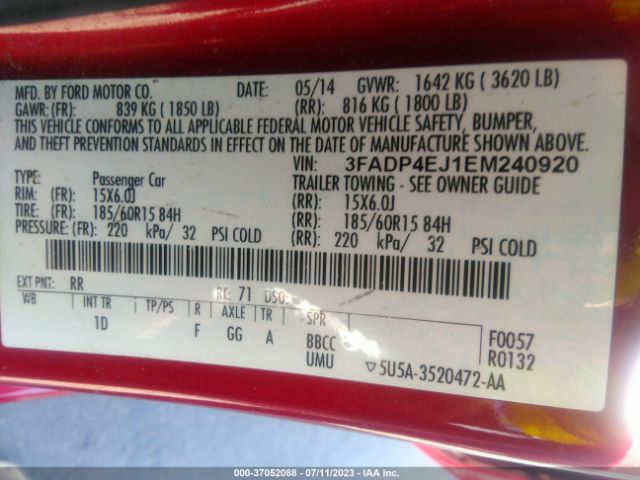 MFD. BY FORD MOTOR CO. DATE: 05/14 GVWR: 1642 KG ( 3620 LB)
GAWR: (FR): 839 KG ( 1850 LB) (RR): 816 KG ( 1800 LB)
THIS VEHICLE CONFORMS TO ALL APPLICABLE FEDERAL MOTOR VEHICLE SAFETY, BUMPER,
AND THEFT PREVENTION STANDARDS IN EFFECT ON THE DATE OF MANUFACTURE SHOWN ABOVE.
VIN: 3FADP4EJ1EM240920
TYPE: Passenger Car TRAILER TOWING - SEE OWNER GUIDE
RIM: (FR): 15X6.0J (RR): 15X6.0J
TIRE: (FR): 185/60R15 84H (RR): 185/60R15 84H
PRESSURE: (FR): 220 kPa/ 32 PSI COLD (RR): 220 kPa/ 32 PSI COLD
EXT PNT: RR RC: 71 DSO:
WB INT TR TP/PS R AXLE TR SPR
1D F GG A BBCC F0057
UMU R0132
5U5A-3520472-AA
000-37052088 - 07/11/2023 - IAA Inc.